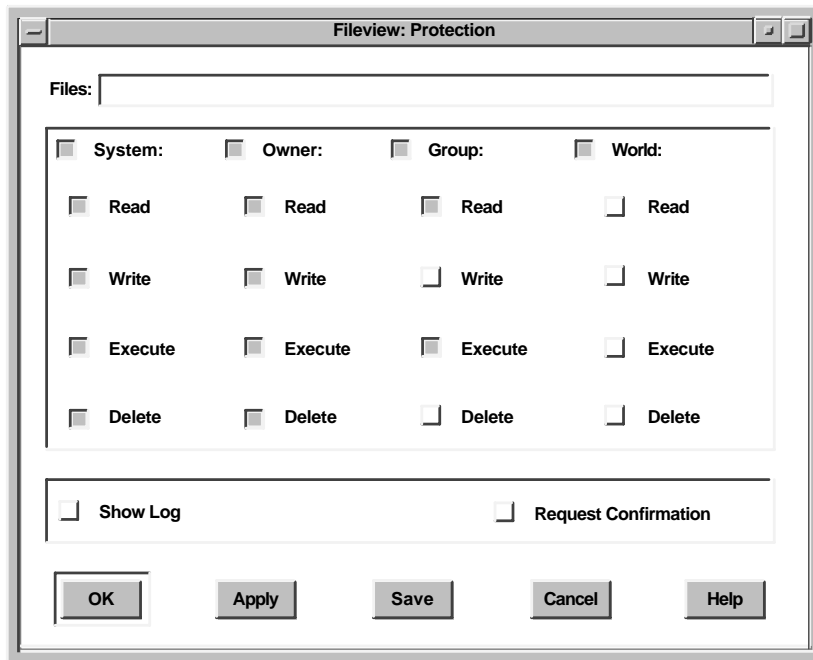 Fileview: Protection
Files:
System: Owner: Group: World:
Read Read Read Read
Write Write Write Write
Execute Execute Execute Execute
Delete Delete Delete Delete
Show Log Request Confirmation
OK Apply Save Cancel Help